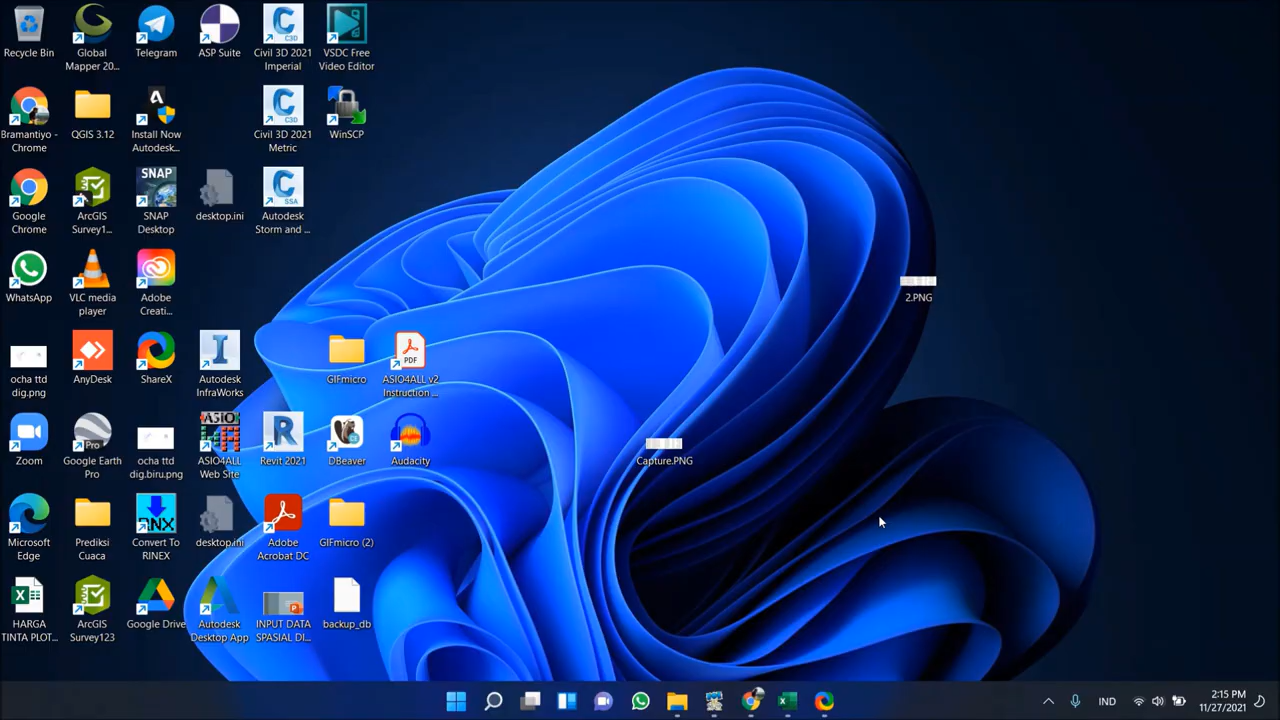 Recycle Bin
Global
Mapper 20...
Telegram
ASP Suite
Civil 3D 2021
Imperial
VSDC Free
Video Editor
Bramantiyo -
Chrome
QGIS 3.12
Install Now
Autodesk...
Civil 3D 2021
Metric
WinSCP
Google
Chrome
ArcGIS
Survey1...
SNAP
SNAP
Desktop
desktop.ini
Autodesk
Storm and ...
WhatsApp
VLC media
player
Adobe
Creati...
2.PNG
ocha ttd
dig.png
AnyDesk
ShareX
Autodesk
InfraWorks
GIFmicro
PDF
ASIO4ALL v2
Instruction ...
Zoom
Pro
Google Earth
Pro
ocha ttd
dig.biru.png
ASIO
ASIO4ALL
Web Site
Revit 2021
DBeaver
Audacity
Capture.PNG
Microsoft
Edge
Prediksi
Cuaca
RNX
Convert To
RINEX
desktop.ini
Adobe
Acrobat DC
GIFmicro (2)
HARGA
TINTA PLOT...
ArcGIS
Survey123
Google Drive
Autodesk
Desktop App
INPUT DATA
SPASIAL DI...
backup_db
IND
2:15 PM
11/27/2021